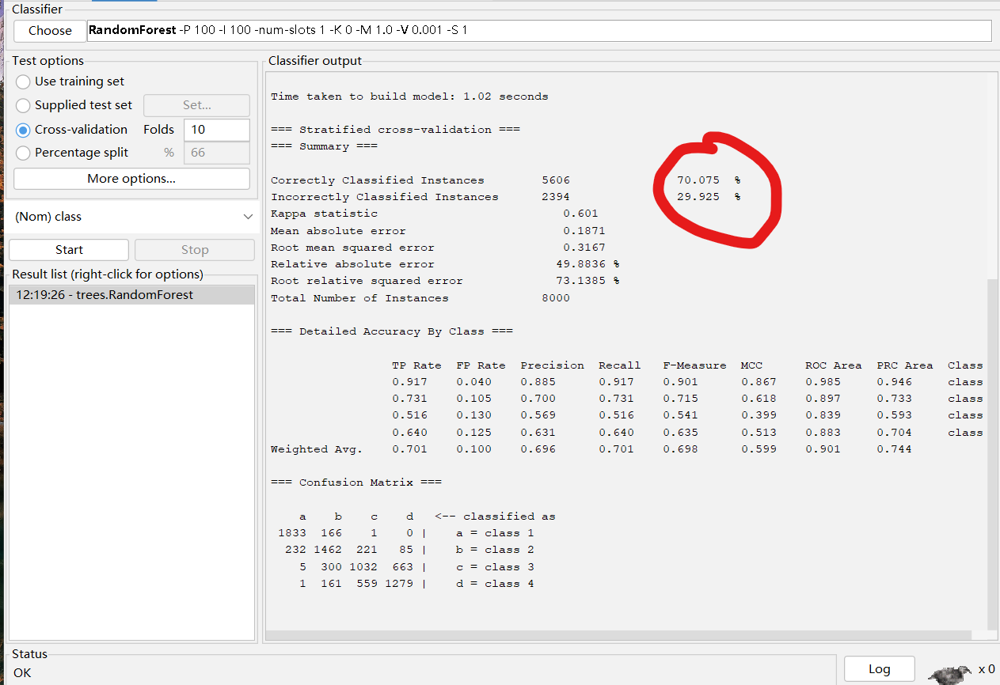 Classifier
Choose RandomForest -P 100 -I 100 -num-slots 1 -K 0 -M 1.0 -V 0.001 -S 1
Test options
Use training set
Supplied test set Set...
Cross-validation Folds 10
Percentage split % 66
More options...
(Nom) class
Start Stop
Result list (right-click for options)
12:19:26 - trees.RandomForest
Classifier output
Time taken to build model: 1.02 seconds
=== Stratified cross-validation ===
=== Summary ===
Correctly Classified Instances 5606 70.075 %
Incorrectly Classified Instances 2394 29.925 %
Kappa statistic 0.601
Mean absolute error 0.1871
Root mean squared error 0.3167
Relative absolute error 49.8836 %
Root relative squared error 73.1385 %
Total Number of Instances 8000
=== Detailed Accuracy By Class ===
TP Rate FP Rate Precision Recall F-Measure MCC ROC Area PRC Area Class
0.917 0.040 0.885 0.917 0.901 0.867 0.985 0.946 class
0.731 0.105 0.700 0.731 0.715 0.618 0.897 0.733 class
0.516 0.130 0.569 0.516 0.541 0.399 0.839 0.593 class
0.640 0.125 0.631 0.640 0.635 0.513 0.883 0.704 class
Weighted Avg. 0.701 0.100 0.696 0.701 0.698 0.599 0.901 0.744
=== Confusion Matrix ===
a b c d <-- classified as
1833 166 1 0 | a = class 1
232 1462 221 85 | b = class 2
5 300 1032 663 | c = class 3
1 161 559 1279 | d = class 4
Status
OK
Log
x 0